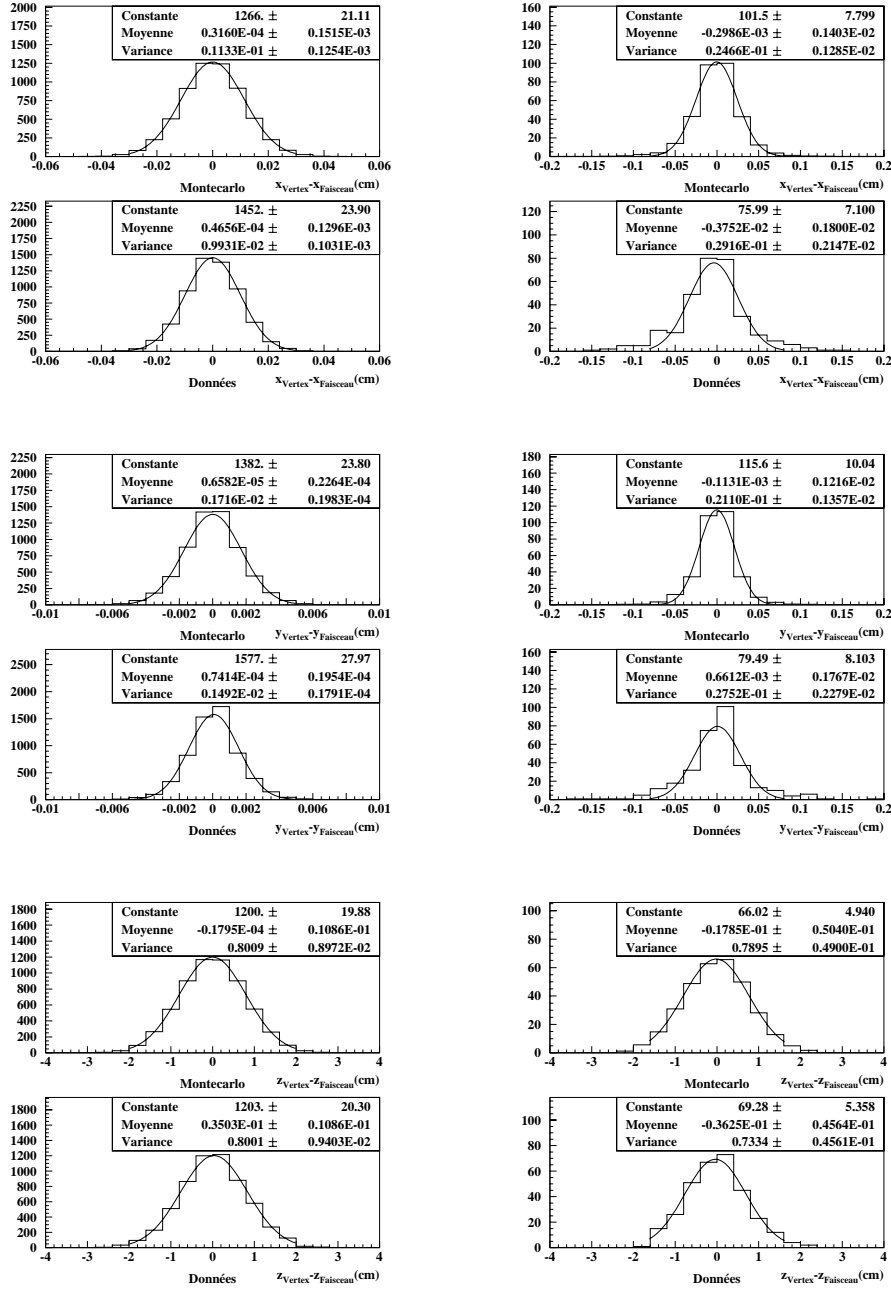 Constante 1266. ± 21.11
Moyenne 0.3160E-04 ± 0.1515E-03
Variance 0.1133E-01 ± 0.1254E-03
2000
1750
1500
1250
1000
750
500
250
0
-0.06 -0.04 -0.02 0 0.02 0.04 0.06
Montecarlo xVertex-xFaisceau(cm)
Constante 101.5 ± 7.799
Moyenne -0.2986E-03 ± 0.1403E-02
Variance 0.2466E-01 ± 0.1285E-02
160
140
120
100
80
60
40
20
0
-0.2 -0.15 -0.1 -0.05 0 0.05 0.1 0.15 0.2
Montecarlo xVertex-xFaisceau(cm)
Constante 1452. ± 23.90
Moyenne 0.4656E-04 ± 0.1296E-03
Variance 0.9931E-02 ± 0.1031E-03
2250
2000
1750
1500
1250
1000
750
500
250
0
-0.06 -0.04 -0.02 0 0.02 0.04 0.06
Données xVertex-xFaisceau(cm)
Constante 75.99 ± 7.100
Moyenne -0.3752E-02 ± 0.1800E-02
Variance 0.2916E-01 ± 0.2147E-02
120
100
80
60
40
20
0
-0.2 -0.15 -0.1 -0.05 0 0.05 0.1 0.15 0.2
Données xVertex-xFaisceau(cm)
Constante 1382. ± 23.80
Moyenne 0.6582E-05 ± 0.2264E-04
Variance 0.1716E-02 ± 0.1983E-04
2250
2000
1750
1500
1250
1000
750
500
250
0
-0.01 -0.006 -0.002 0 0.002 0.006 0.01
Montecarlo yVertex-yFaisceau(cm)
Constante 115.6 ± 10.04
Moyenne -0.1131E-03 ± 0.1216E-02
Variance 0.2110E-01 ± 0.1357E-02
180
160
140
120
100
80
60
40
20
0
-0.2 -0.15 -0.1 -0.05 0 0.05 0.1 0.15 0.2
Montecarlo yVertex-yFaisceau(cm)
Constante 1577. ± 27.97
Moyenne 0.7414E-04 ± 0.1954E-04
Variance 0.1492E-02 ± 0.1791E-04
2500
2000
1500
1000
500
0
-0.01 -0.006 -0.002 0 0.002 0.006 0.01
Données yVertex-yFaisceau(cm)
Constante 79.49 ± 8.103
Moyenne 0.6612E-03 ± 0.1767E-02
Variance 0.2752E-01 ± 0.2279E-02
160
140
120
100
80
60
40
20
0
-0.2 -0.15 -0.1 -0.05 0 0.05 0.1 0.15 0.2
Données yVertex-yFaisceau(cm)
Constante 1200. ± 19.88
Moyenne -0.1795E-04 ± 0.1086E-01
Variance 0.8009 ± 0.8972E-02
1800
1600
1400
1200
1000
800
600
400
200
0
-4 -3 -2 -1 0 1 2 3 4
Montecarlo zVertex-zFaisceau(cm)
Constante 66.02 ± 4.940
Moyenne -0.1785E-01 ± 0.5040E-01
Variance 0.7895 ± 0.4900E-01
100
80
60
40
20
0
-4 -3 -2 -1 0 1 2 3 4
Montecarlo zVertex-zFaisceau(cm)
Constante 1203. ± 20.30
Moyenne 0.3503E-01 ± 0.1086E-01
Variance 0.8001 ± 0.9403E-02
1800
1600
1400
1200
1000
800
600
400
200
0
-4 -3 -2 -1 0 1 2 3 4
Données zVertex-zFaisceau(cm)
Constante 69.28 ± 5.358
Moyenne -0.3625E-01 ± 0.4564E-01
Variance 0.7334 ± 0.4561E-01
100
80
60
40
20
0
-4 -3 -2 -1 0 1 2 3 4
Données zVertex-zFaisceau(cm)